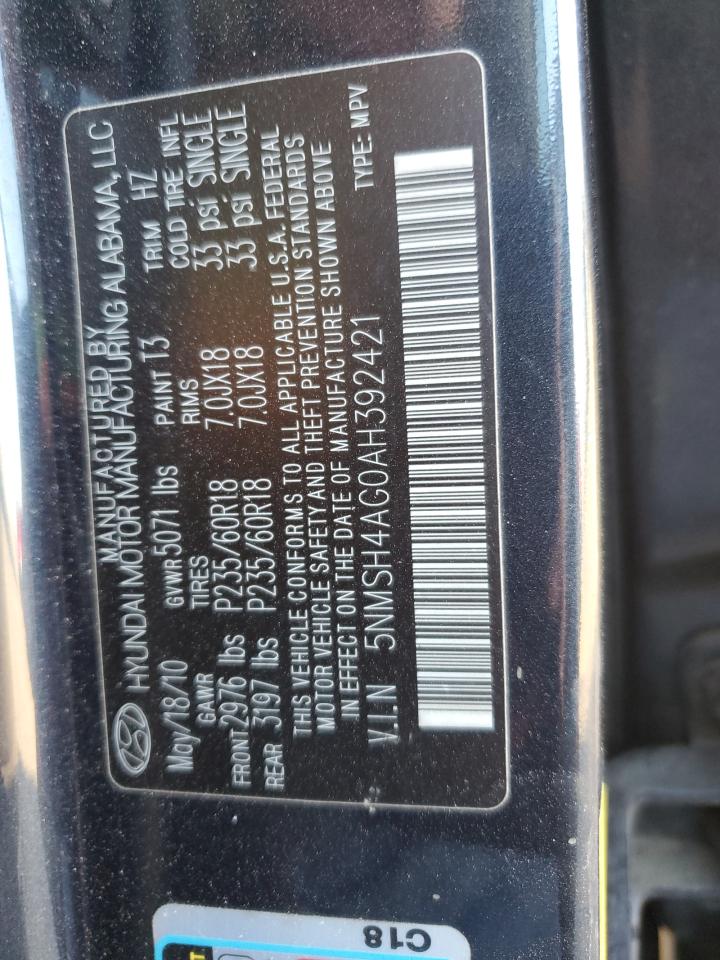 MANUFACTURED BY
HYUNDAI MOTOR MANUFACTURING ALABAMA, LLC
May/18/10 GVWR 5071 lbs PAINT T3 TRIM HZ
GAWR TIRES RIMS COLD TIRE INFL
FRONT 2976 lbs P235/60R18 7.0JX18 33 psi SINGLE
REAR 3197 lbs P235/60R18 7.0JX18 33 psi SINGLE
THIS VEHICLE CONFORMS TO ALL APPLICABLE U.S.A. FEDERAL
MOTOR VEHICLE SAFETY AND THEFT PREVENTION STANDARDS
IN EFFECT ON THE DATE OF MANUFACTURE SHOWN ABOVE
V.I.N 5NMSH4AG0AH392421 TYPE: MPV
C18